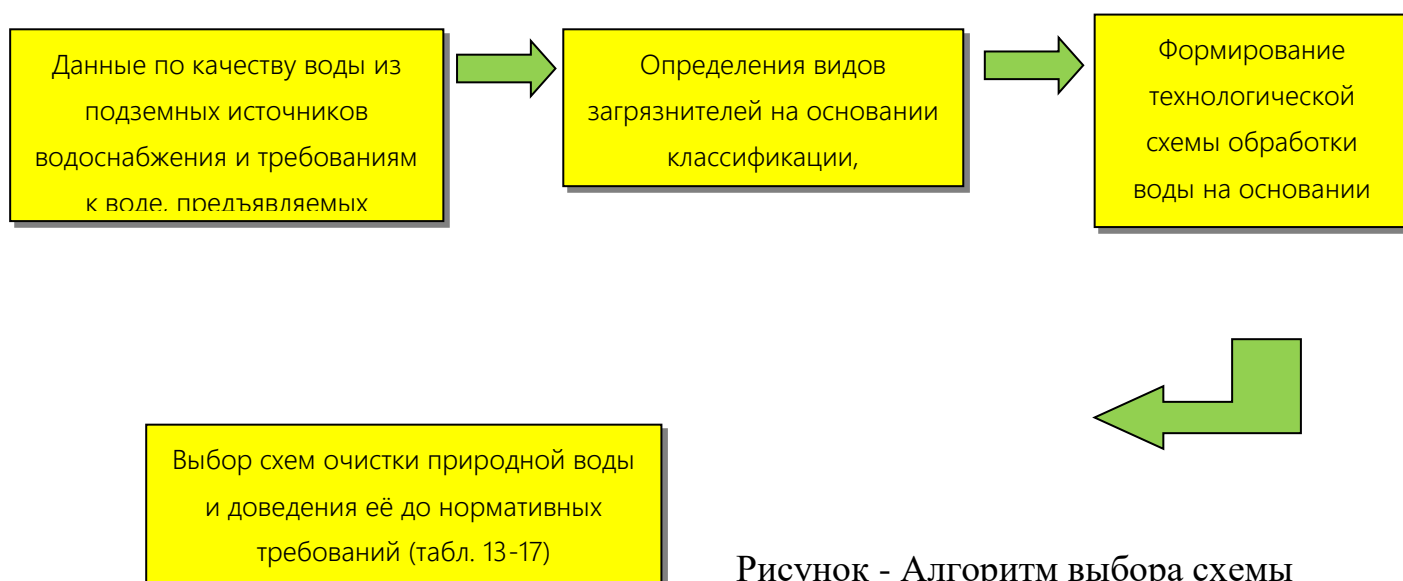 Данные по качеству воды из
подземных источников
водоснабжения и требованиям
к воде, предъявляемых
Определения видов
загрязнителей на основании
классификации,
Формирование
технологической
схемы обработки
воды на основании
Выбор схем очистки природной воды
и доведения её до нормативных
требований (табл. 13-17)
Рисунок - Алгоритм выбора схемы